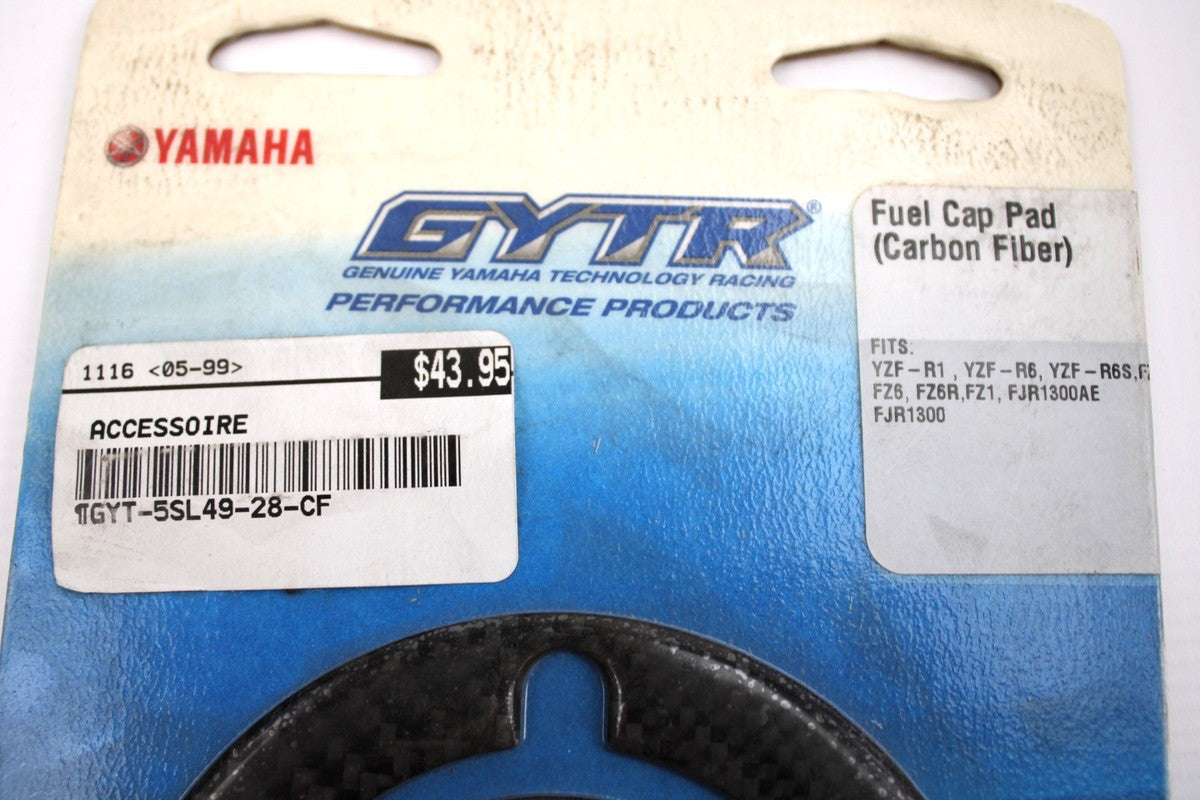 YAMAHA
GYTR®
GENUINE YAMAHA TECHNOLOGY RACING
PERFORMANCE PRODUCTS
1116 <05-99>
$43.95
ACCESSOIRE
¶GYT-5SL49-28-CF
Fuel Cap Pad
(Carbon Fiber)
FITS:
YZF-R1, YZF-R6, YZF-R6S,
FZ6, FZ6R,FZ1, FJR1300AE
FJR1300